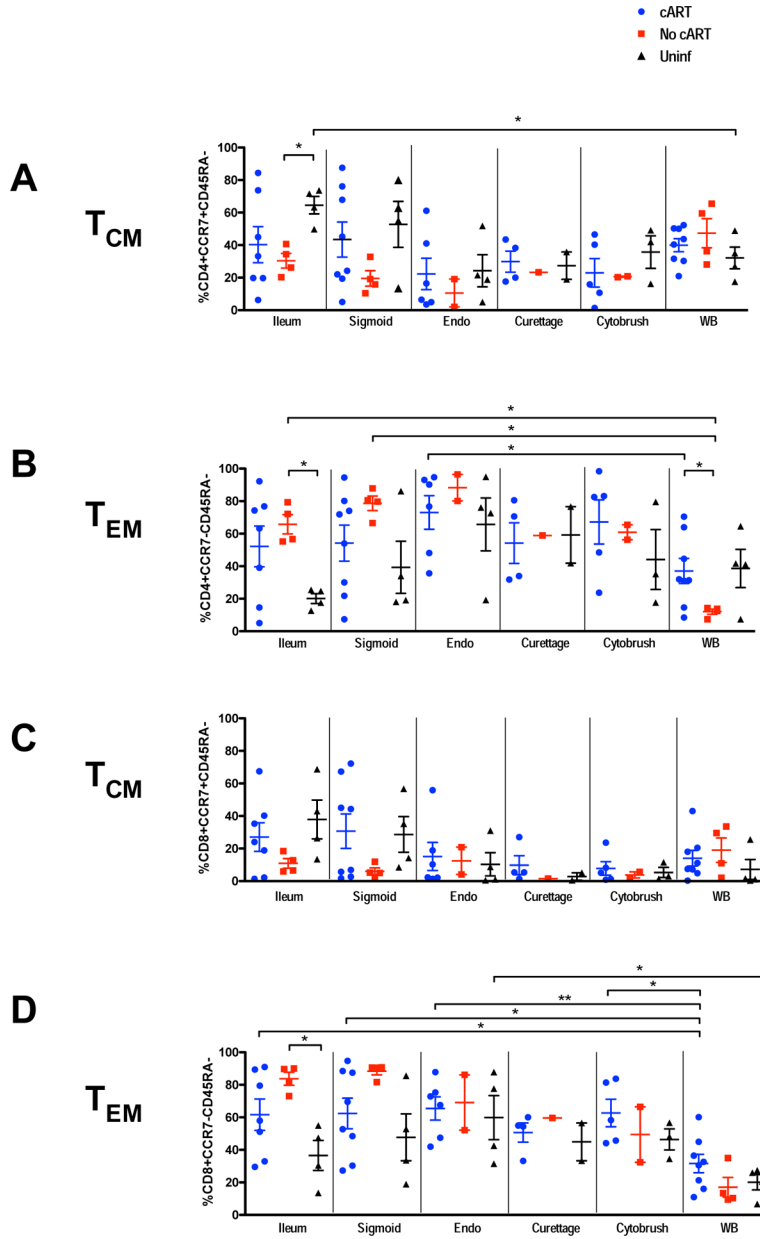 cART
No cART
Uninf
A
TCM
%CD4+CCR7+CD45RA-
100
80
60
40
20
0
*
*
Ileum Sigmoid Endo Curettage Cytobrush WB
B
TEM
%CD4+CCR7-CD45RA-
100
80
60
40
20
0
*
*
*
*
*
Ileum Sigmoid Endo Curettage Cytobrush WB
C
TCM
%CD8+CCR7+CD45RA-
100
80
60
40
20
0
Ileum Sigmoid Endo Curettage Cytobrush WB
D
TEM
%CD8+CCR7-CD45RA-
100
80
60
40
20
0
*
*
**
*
*
*
Ileum Sigmoid Endo Curettage Cytobrush WB